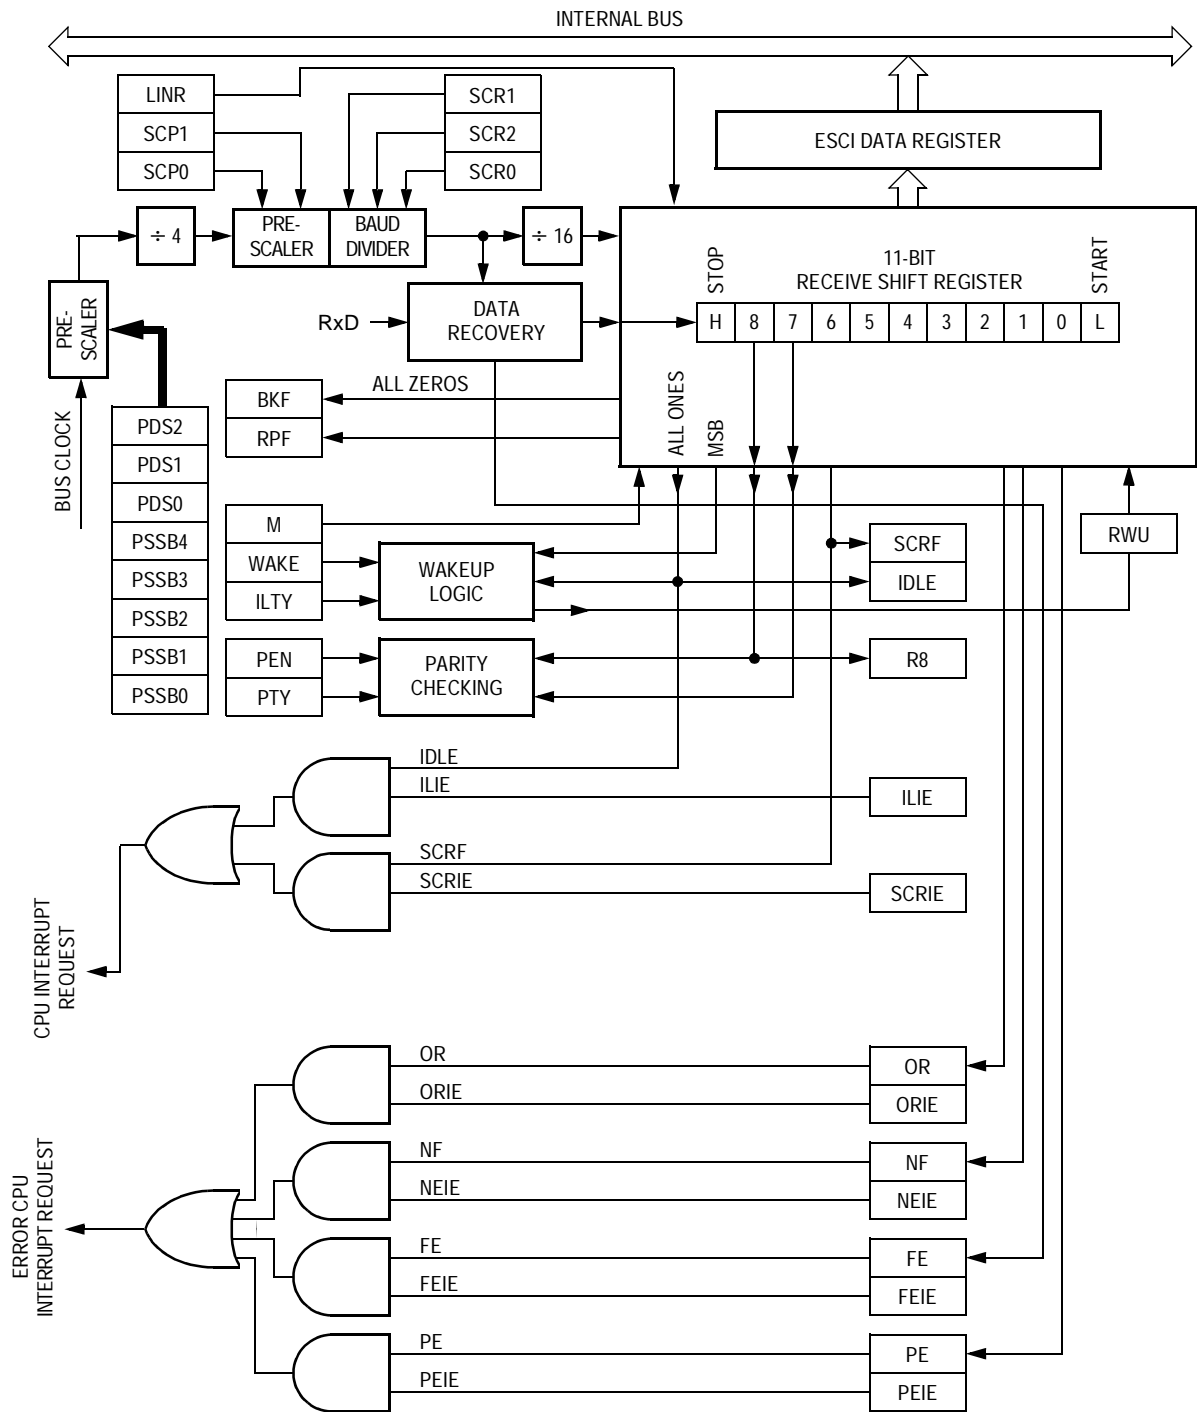 INTERNAL BUS
LINR
SCP1
SCP0
SCR1
SCR2
SCR0
ESCI DATA REGISTER
÷ 4
PRE-
SCALER
BAUD
DIVIDER
÷ 16
PRE-
SCALER
BUS CLOCK
RxD
DATA
RECOVERY
11-BIT
RECEIVE SHIFT REGISTER
STOP
START
H 8 7 6 5 4 3 2 1 0 L
ALL ZEROS
BKF
RPF
ALL ONES
MSB
PDS2
PDS1
PDS0
PSSB4
PSSB3
PSSB2
PSSB1
PSSB0
M
WAKE
ILTY
WAKEUP
LOGIC
PEN
PTY
PARITY
CHECKING
SCRF
IDLE
RWU
R8
IDLE
ILIE
ILIE
SCRF
SCRIE
SCRIE
CPU INTERRUPT
REQUEST
OR
ORIE
OR
ORIE
NF
NEIE
NF
NEIE
FE
FEIE
FE
FEIE
PE
PEIE
PE
PEIE
ERROR CPU
INTERRUPT REQUEST